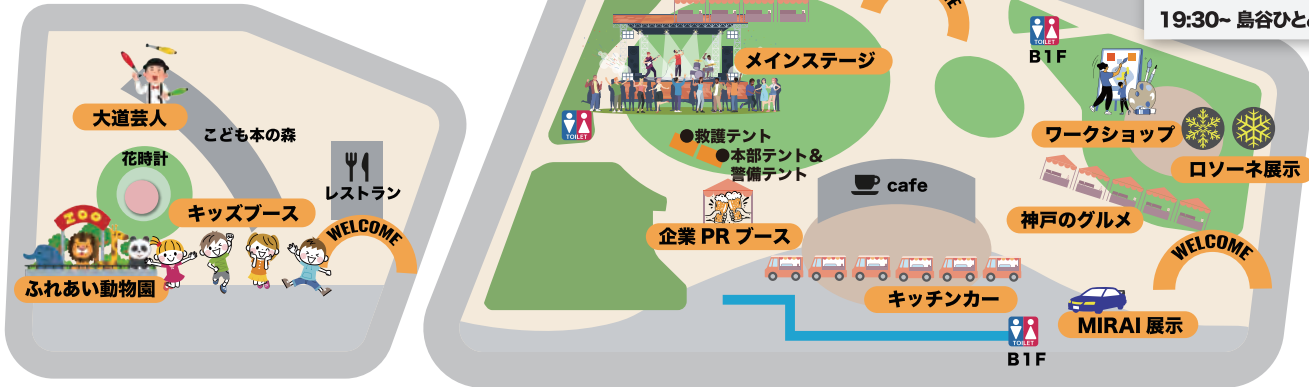 19:30~ 島谷ひと
大道芸人
こども本の森
花時計
レストラン
ZOO
キッズブース
WELCOME
ふれあい動物園
メインステージ
TOILET
●救護テント
●本部テント＆
警備テント
cafe
企業 PR ブース
キッチンカー
TOILET
B1F
ワークショップ
ロソーネ展示
神戸のグルメ
WELCOME
MIRAI 展示
TOILET
B1F